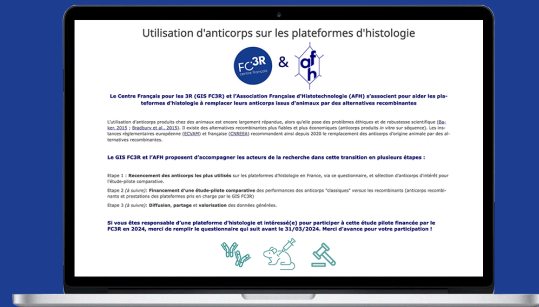 Utilisation d'anticorps sur les plateformes d'histologie
FC3R
centre français
&
afh
Le Centre Français pour les 3R (GIS FC3R) et l'Association Française d'Histotechnologie (AFH) s'associent pour aider les pla-
teformes d'histologie à remplacer leurs anticorps issus d'animaux par des alternatives recombinantes
L'utilisation d'anticorps produits chez des animaux est encore largement répandue, alors qu'elle pose des problèmes éthiques et de robustesse scientifique (Ba-
ker, 2015 ; Bradbury et al., 2015). Il existe des alternatives recombinantes plus fiables et plus économiques (anticorps produits in vitro sur séquence). Les ins-
tances réglementaires européenne (ECVAM) et française (CNREEA) recommandent ainsi depuis 2020 le remplacement des anticorps d'origine animale par des al-
ternatives recombinantes.
Le GIS FC3R et l'AFH proposent d'accompagner les acteurs de la recherche dans cette transition en plusieurs étapes :
Etape 1 : Recensement des anticorps les plus utilisés sur les plateformes d'histologie en France, via ce questionnaire, et sélection d'anticorps d'intérêt pour
l'étude-pilote comparative.
Etape 2 (à suivre): Financement d'une étude-pilote comparative des performances des anticorps "classiques" versus les recombinants (anticorps recombi-
nants et prestations des plateformes pris en charge par le GIS FC3R)
Etape 3 (à suivre): Diffusion, partage et valorisation des données générées.
Si vous êtes responsable d'une plateforme d'histologie et intéressé(e) pour participer à cette étude pilote financée par le
FC3R en 2024, merci de remplir le questionnaire qui suit avant le 31/03/2024. Merci d'avance pour votre participation !